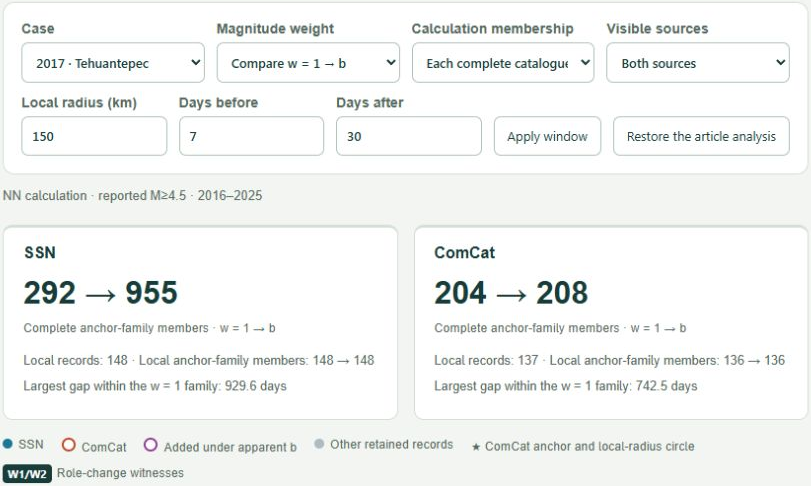 Case Magnitude weight Calculation membership Visible sources
2017 · Tehuantepec Compare w = 1 → b Each complete catalogue Both sources
Local radius (km) Days before Days after
150 7 30 Apply window Restore the article analysis
NN calculation · reported M≥4.5 · 2016–2025
SSN
292 → 955
Complete anchor-family members · w = 1 → b
Local records: 148 · Local anchor-family members: 148 → 148
Largest gap within the w = 1 family: 929.6 days
ComCat
204 → 208
Complete anchor-family members · w = 1 → b
Local records: 137 · Local anchor-family members: 136 → 136
Largest gap within the w = 1 family: 742.5 days
SSN ComCat Added under apparent b Other retained records ★ ComCat anchor and local-radius circle
W1/W2 Role-change witnesses